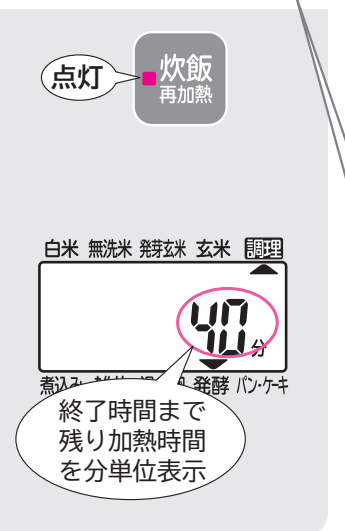 点灯
炊飯
再加熱
白米 無洗米 発芽玄米 玄米 調理
40分
煮込み 発酵 パン・ケーキ
終了時間まで
残り加熱時間
を分単位表示